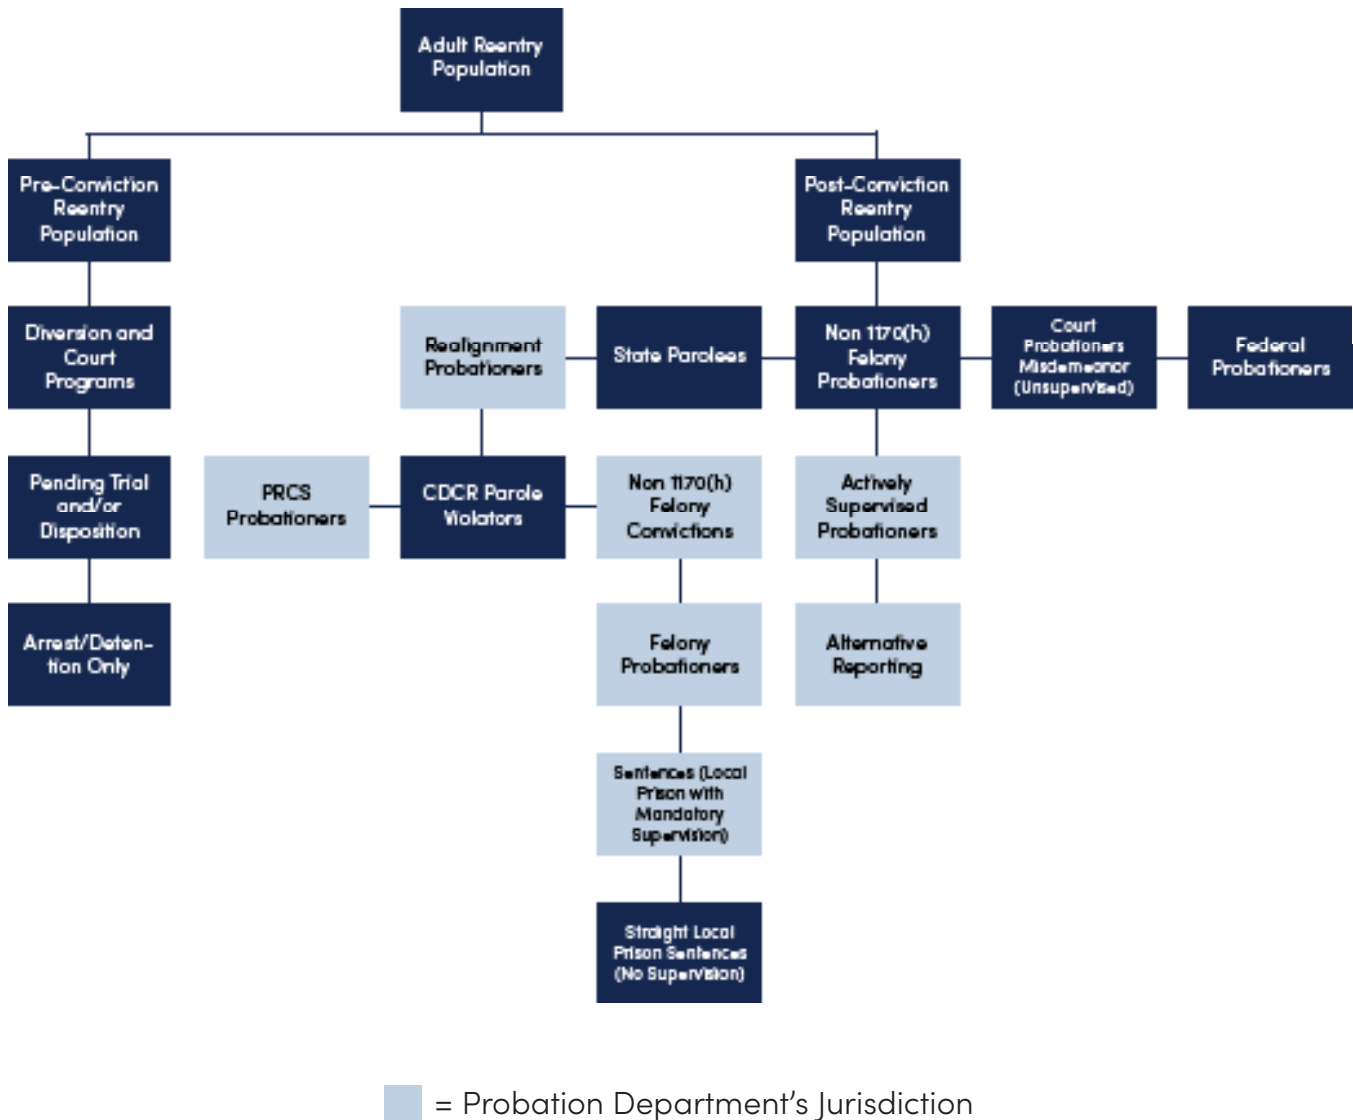 Adult Reentry
Population
Pre-Conviction
Reentry
Population
Post-Conviction
Reentry
Population
Diversion and
Court
Programs
Realignment
Probationers
State Parolees
Non 1170(h)
Felony
Probationers
Court
Probationers
Misdemeanor
(Unsupervised)
Federal
Probationers
Pending Trial
and/or
Disposition
PRCS
Probationers
CDCR Parole
Violators
Non 1170(h)
Felony
Convictions
Actively
Supervised
Probationers
Arrest/Deten-
tion Only
Felony
Probationers
Alternative
Reporting
Sentences (Local
Prison with
Mandatory
Supervision)
Straight Local
Prison Sentences
(No Supervision)
= Probation Department's Jurisdiction